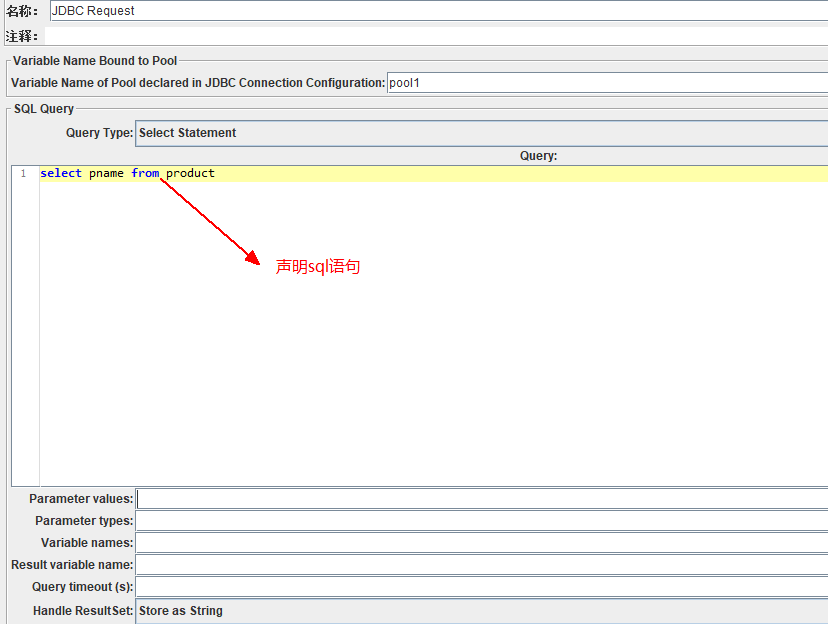 名称： JDBC Request
注释：
Variable Name Bound to Pool
Variable Name of Pool declared in JDBC Connection Configuration: pool1
SQL Query
Query Type: Select Statement
Query:
1 select pname from product
声明sql语句
Parameter values:
Parameter types:
Variable names:
Result variable name:
Query timeout (s):
Handle ResultSet: Store as String